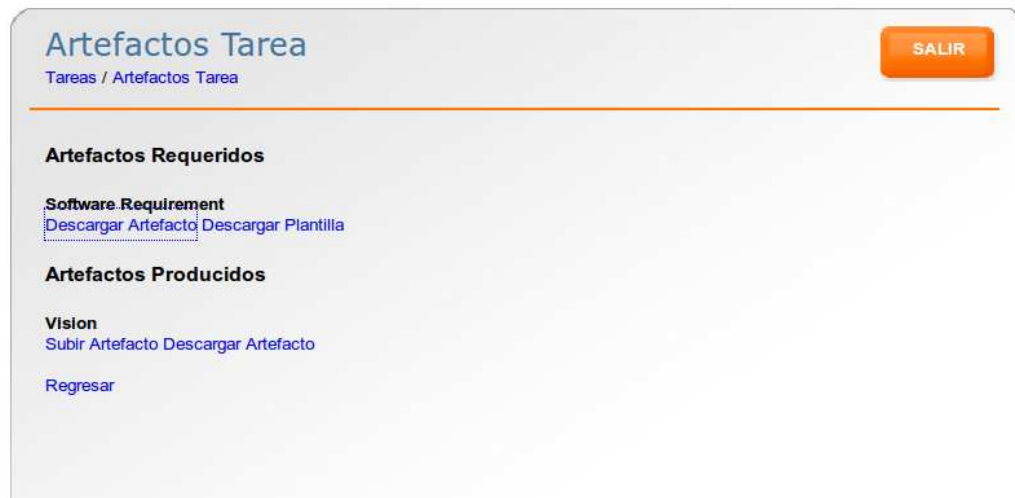 Artefactos Tarea
SALIR
Tareas / Artefactos Tarea
Artefactos Requeridos
Software Requirement
Descargar Artefacto Descargar Plantilla
Artefactos Producidos
Vision
Subir Artefacto Descargar Artefacto
Regresar